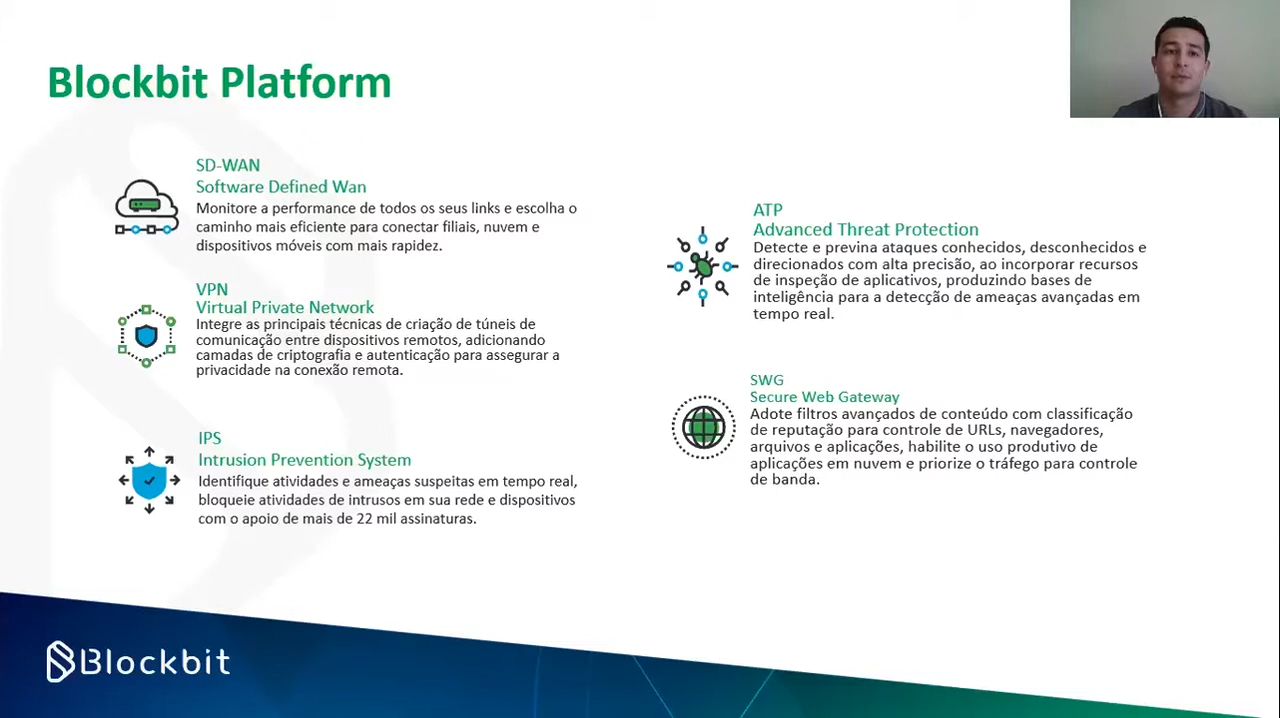 Blockbit Platform
SD-WAN
Software Defined Wan
Monitore a performance de todos os seus links e escolha o
caminho mais eficiente para conectar filiais, nuvem e
dispositivos móveis com mais rapidez.
VPN
Virtual Private Network
Integre as principais técnicas de criação de túneis de
comunicação entre dispositivos remotos, adicionando
camadas de criptografia e autenticação para assegurar a
privacidade na conexão remota.
IPS
Intrusion Prevention System
Identifique atividades e ameaças suspeitas em tempo real,
bloqueie atividades de intrusos em sua rede e dispositivos
com o apoio de mais de 22 mil assinaturas.
ATP
Advanced Threat Protection
Detecte e previna ataques conhecidos, desconhecidos e
direcionados com alta precisão, ao incorporar recursos
de inspeção de aplicativos, produzindo bases de
inteligência para a detecção de ameaças avançadas em
tempo real.
SWG
Secure Web Gateway
Adote filtros avançados de conteúdo com classificação
de reputação para controle de URLs, navegadores,
arquivos e aplicações, habilite o uso produtivo de
aplicações em nuvem e priorize o tráfego para controle
de banda.
Blockbit